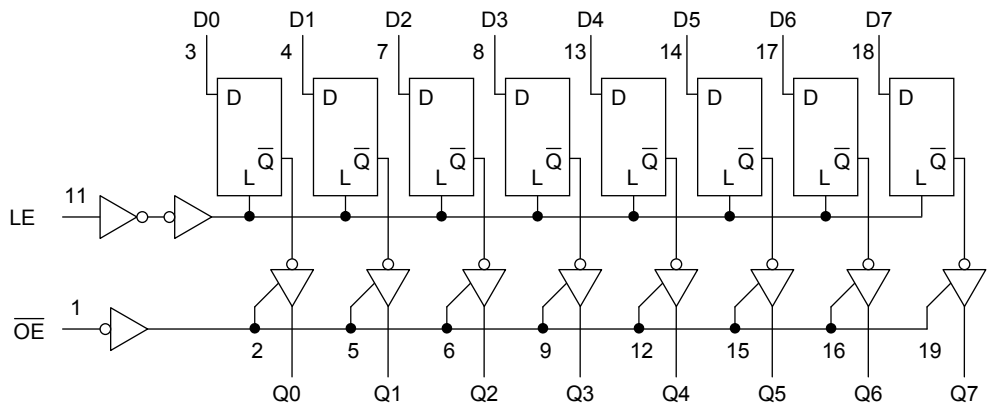 D0 D1 D2 D3 D4 D5 D6 D7
3 4 7 8 13 14 17 18
D D D D D D D D
Q̅ Q̅ Q̅ Q̅ Q̅ Q̅ Q̅ Q̅
L L L L L L L L
11
LE
1
O̅E̅
2 5 6 9 12 15 16 19
Q0 Q1 Q2 Q3 Q4 Q5 Q6 Q7